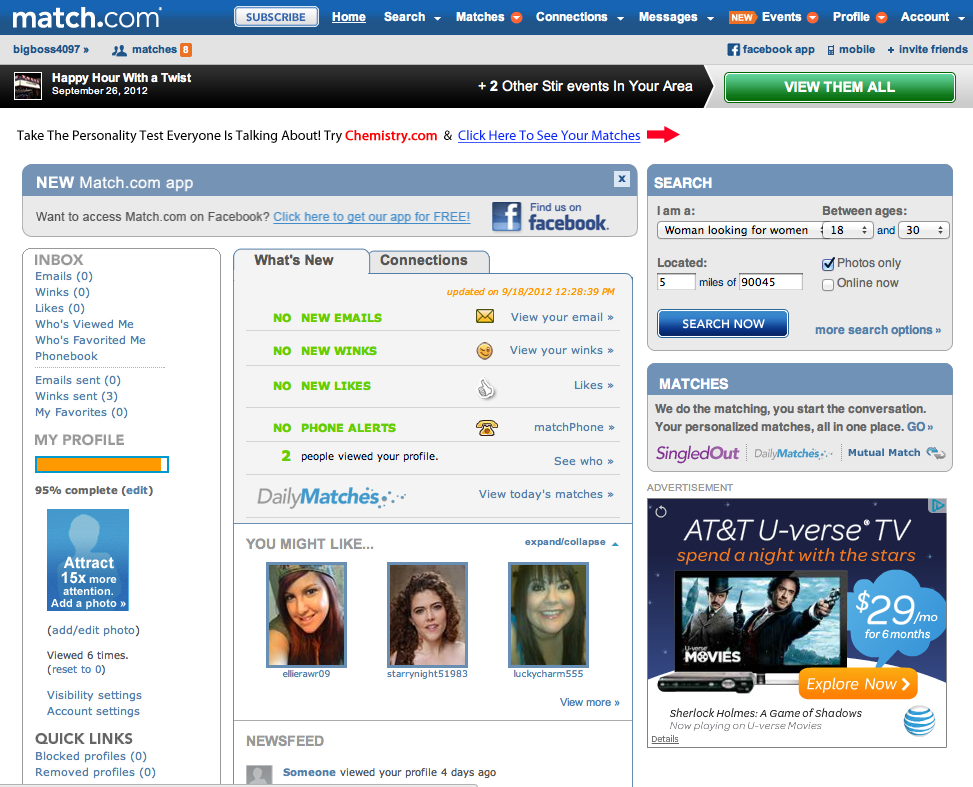 match.com
SUBSCRIBE Home Search Matches Connections Messages NEW Events Profile Account
bigboss4097 » matches 8 facebook app mobile + invite friends
Happy Hour With a Twist
September 26, 2012
+ 2 Other Stir events In Your Area
VIEW THEM ALL
Take The Personality Test Everyone Is Talking About! Try Chemistry.com & Click Here To See Your Matches
NEW Match.com app x
Want to access Match.com on Facebook? Click here to get our app for FREE!
f Find us on
facebook.
INBOX
Emails (0)
Winks (0)
Likes (0)
Who's Viewed Me
Who's Favorited Me
Phonebook
Emails sent (0)
Winks sent (3)
My Favorites (0)
MY PROFILE
95% complete (edit)
Attract
15x more
attention.
Add a photo »
(add/edit photo)
Viewed 6 times.
(reset to 0)
Visibility settings
Account settings
QUICK LINKS
Blocked profiles (0)
Removed profiles (0)
What's New Connections
updated on 9/18/2012 12:28:39 PM
NO NEW EMAILS View your email »
NO NEW WINKS View your winks »
NO NEW LIKES Likes »
NO PHONE ALERTS matchPhone »
2 people viewed your profile. See who »
DailyMatches View today's matches »
YOU MIGHT LIKE... expand/collapse
ellierawr09 starrynight51983 luckycharm555
View more »
NEWSFEED
Someone viewed your profile 4 days ago
SEARCH
I am a: Between ages:
Woman looking for women 18 and 30
Located: Photos only
5 miles of 90045 Online now
SEARCH NOW more search options »
MATCHES
We do the matching, you start the conversation.
Your personalized matches, all in one place. GO »
SingledOut DailyMatches Mutual Match
ADVERTISEMENT
AT&T U-verse® TV
spend a night with the stars
$29/mo
for 6 months
U-verse
MOVIES
Explore Now >
Sherlock Holmes: A Game of Shadows
Now playing on U-verse Movies
Details